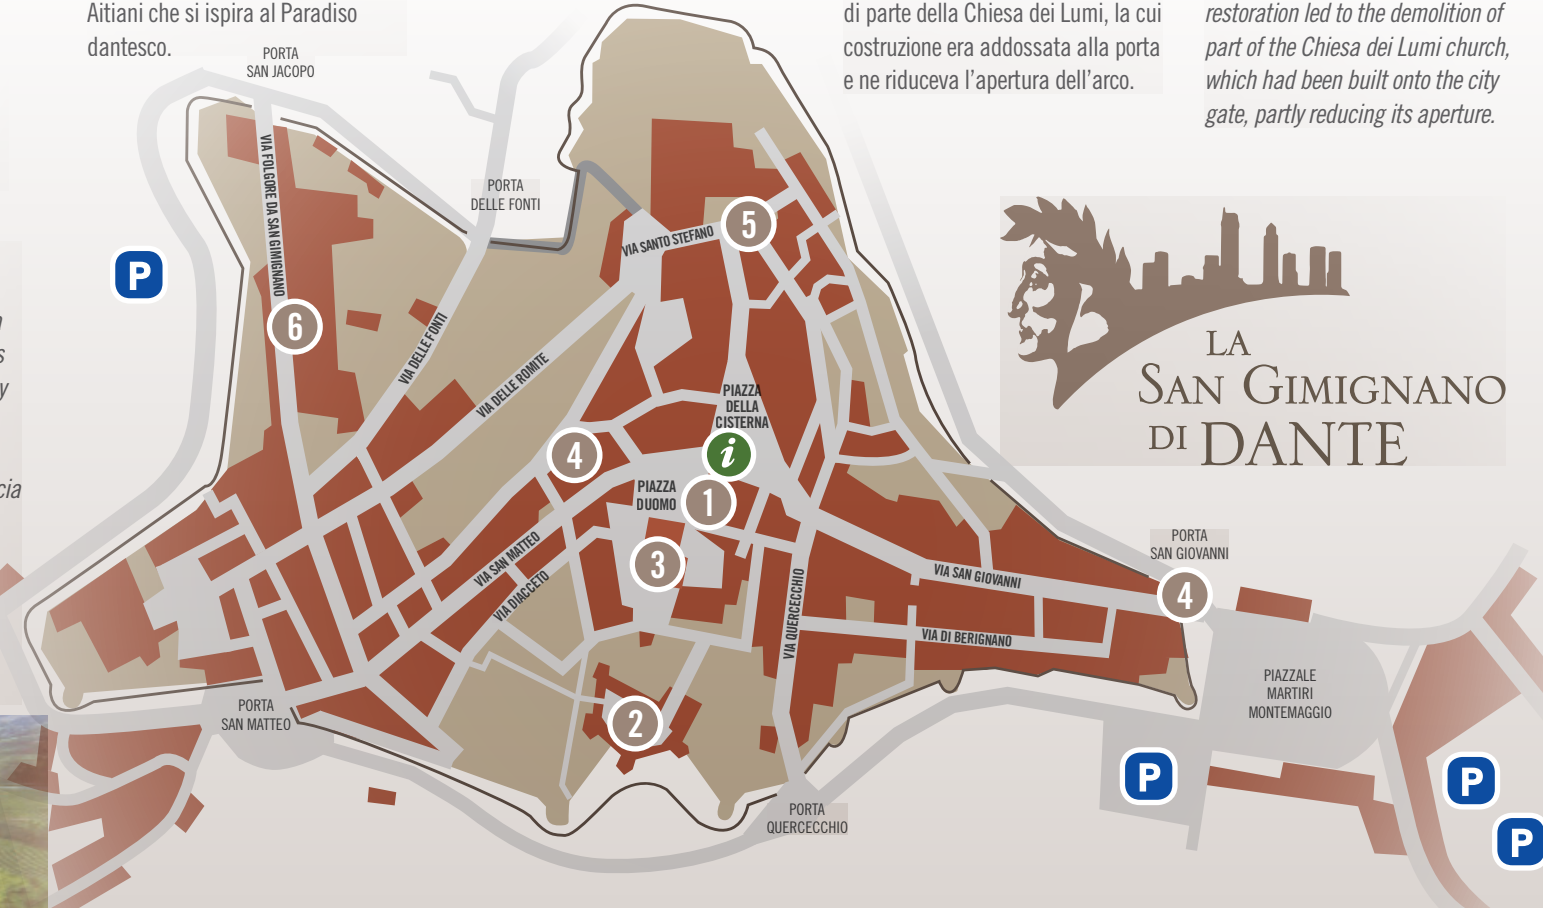 Aitiani che si ispira al Paradiso
dantesco.
di parte della Chiesa dei Lumi, la cui
costruzione era addossata alla porta
e ne riduceva l'apertura dell'arco.
restoration led to the demolition of
part of the Chiesa dei Lumi church,
which had been built onto the city
gate, partly reducing its aperture.
PORTA
SAN JACOPO
VIA FOLGORE DA SAN GIMIGNANO
PORTA
DELLE FONTI
VIA SANTO STEFANO
5
P
6
VIA DELLE FONTI
VIA DELLE ROMITE
LA
SAN GIMIGNANO
DI DANTE
PIAZZA
DELLA
CISTERNA
i
4
PIAZZA
DUOMO
1
cia
s
y
3
VIA SAN MATTEO
VIA DIACCETO
VIA QUERCECCHIO
VIA SAN GIOVANNI
VIA DI BERIGNANO
PORTA
SAN GIOVANNI
4
PIAZZALE
MARTIRI
MONTEMAGGIO
PORTA
SAN MATTEO
2
PORTA
QUERCECCHIO
P
P
P